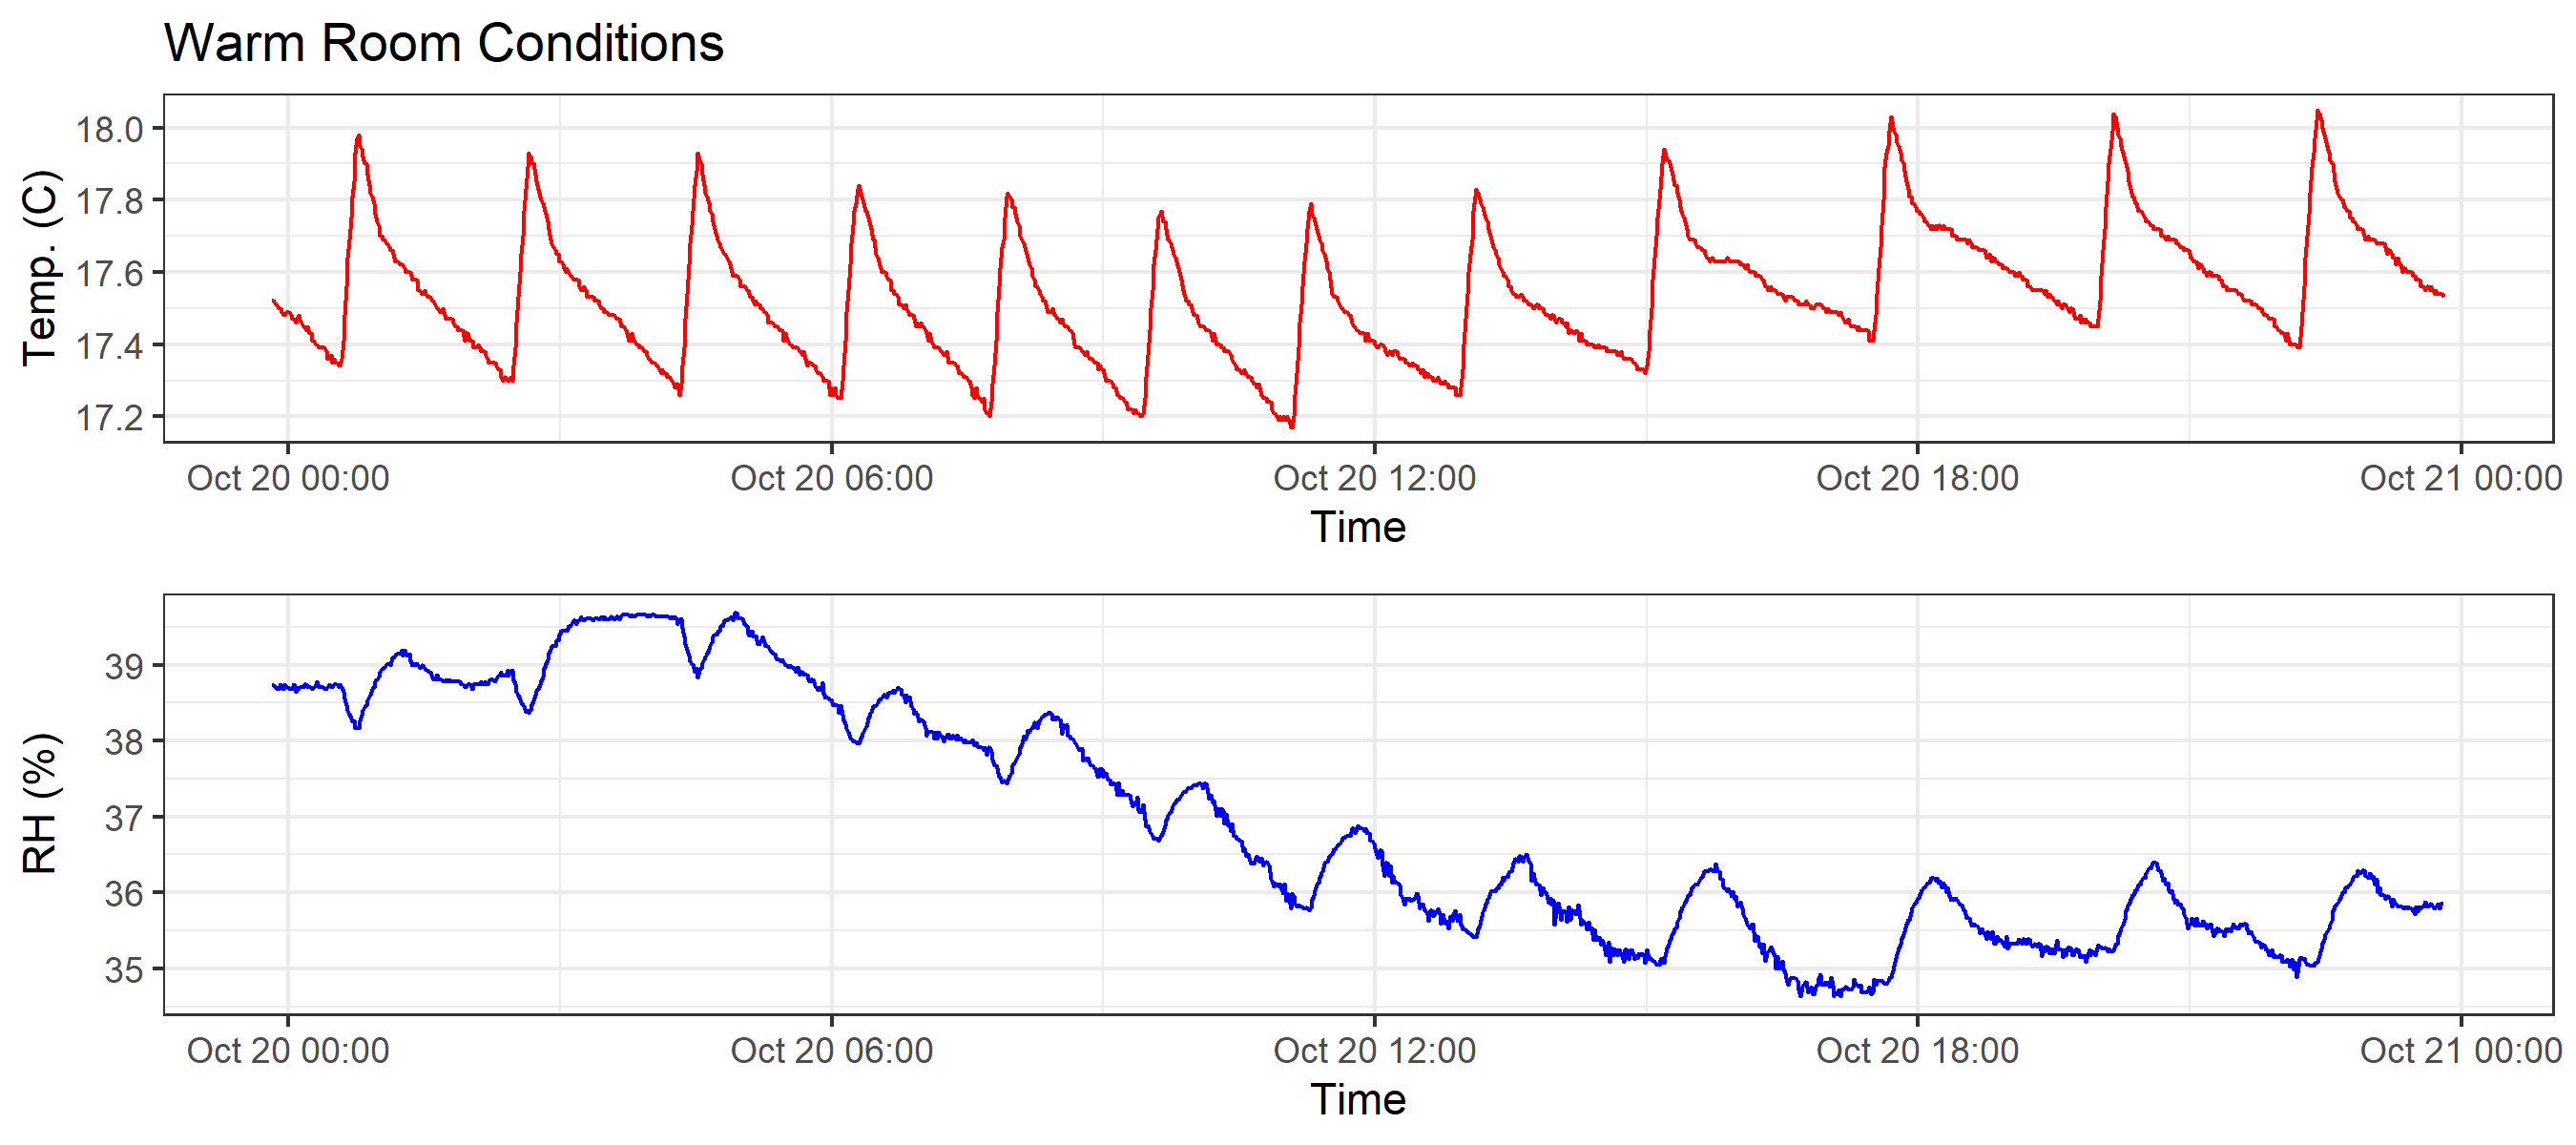 Warm Room Conditions
Temp. (C)
18.0
17.8
17.6
17.4
17.2
Oct 20 00:00 Oct 20 06:00 Oct 20 12:00 Oct 20 18:00 Oct 21 00:00
Time
RH (%)
39
38
37
36
35
Oct 20 00:00 Oct 20 06:00 Oct 20 12:00 Oct 20 18:00 Oct 21 00:00
Time